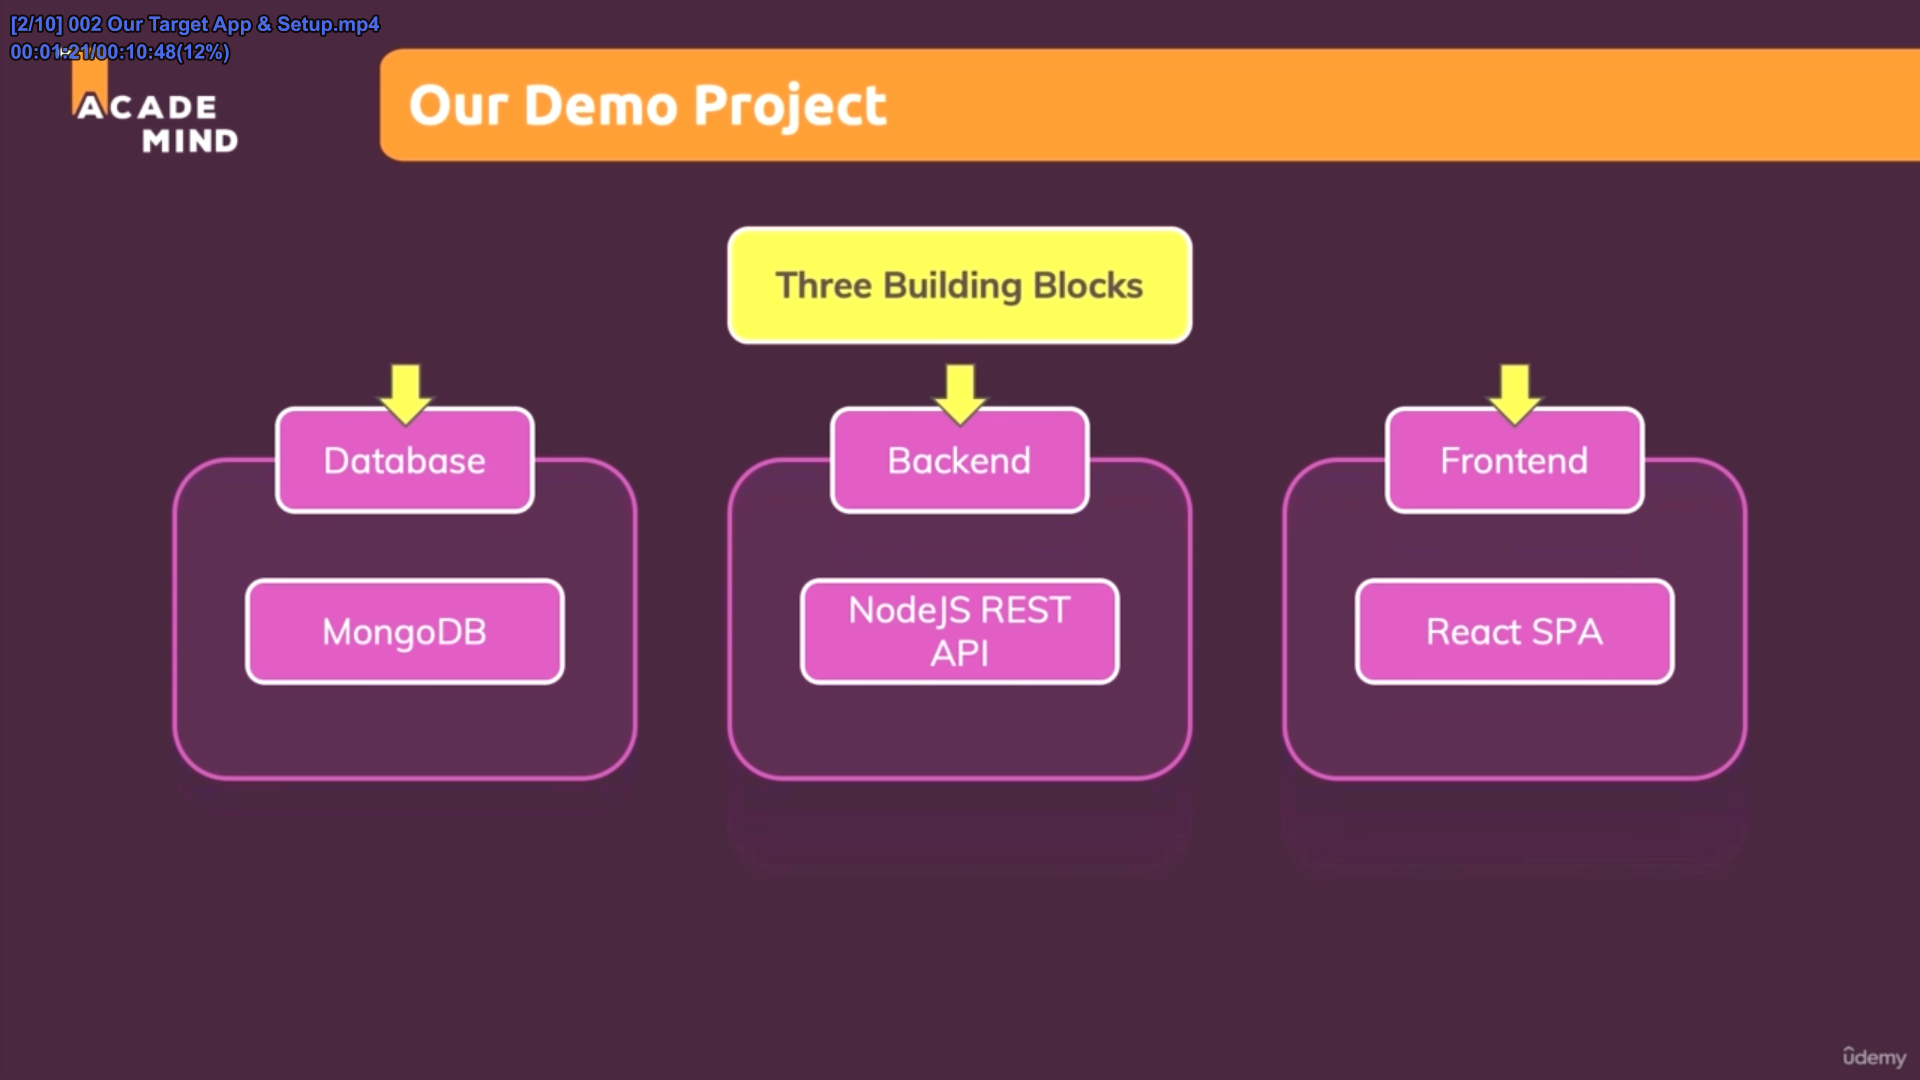 [2/10] 002 Our Target App & Setup.mp4
00:01:21/00:10:48(12%)
ACADE
MIND
Our Demo Project
Three Building Blocks
Database
Backend
Frontend
MongoDB
NodeJS REST
API
React SPA
ûdemy